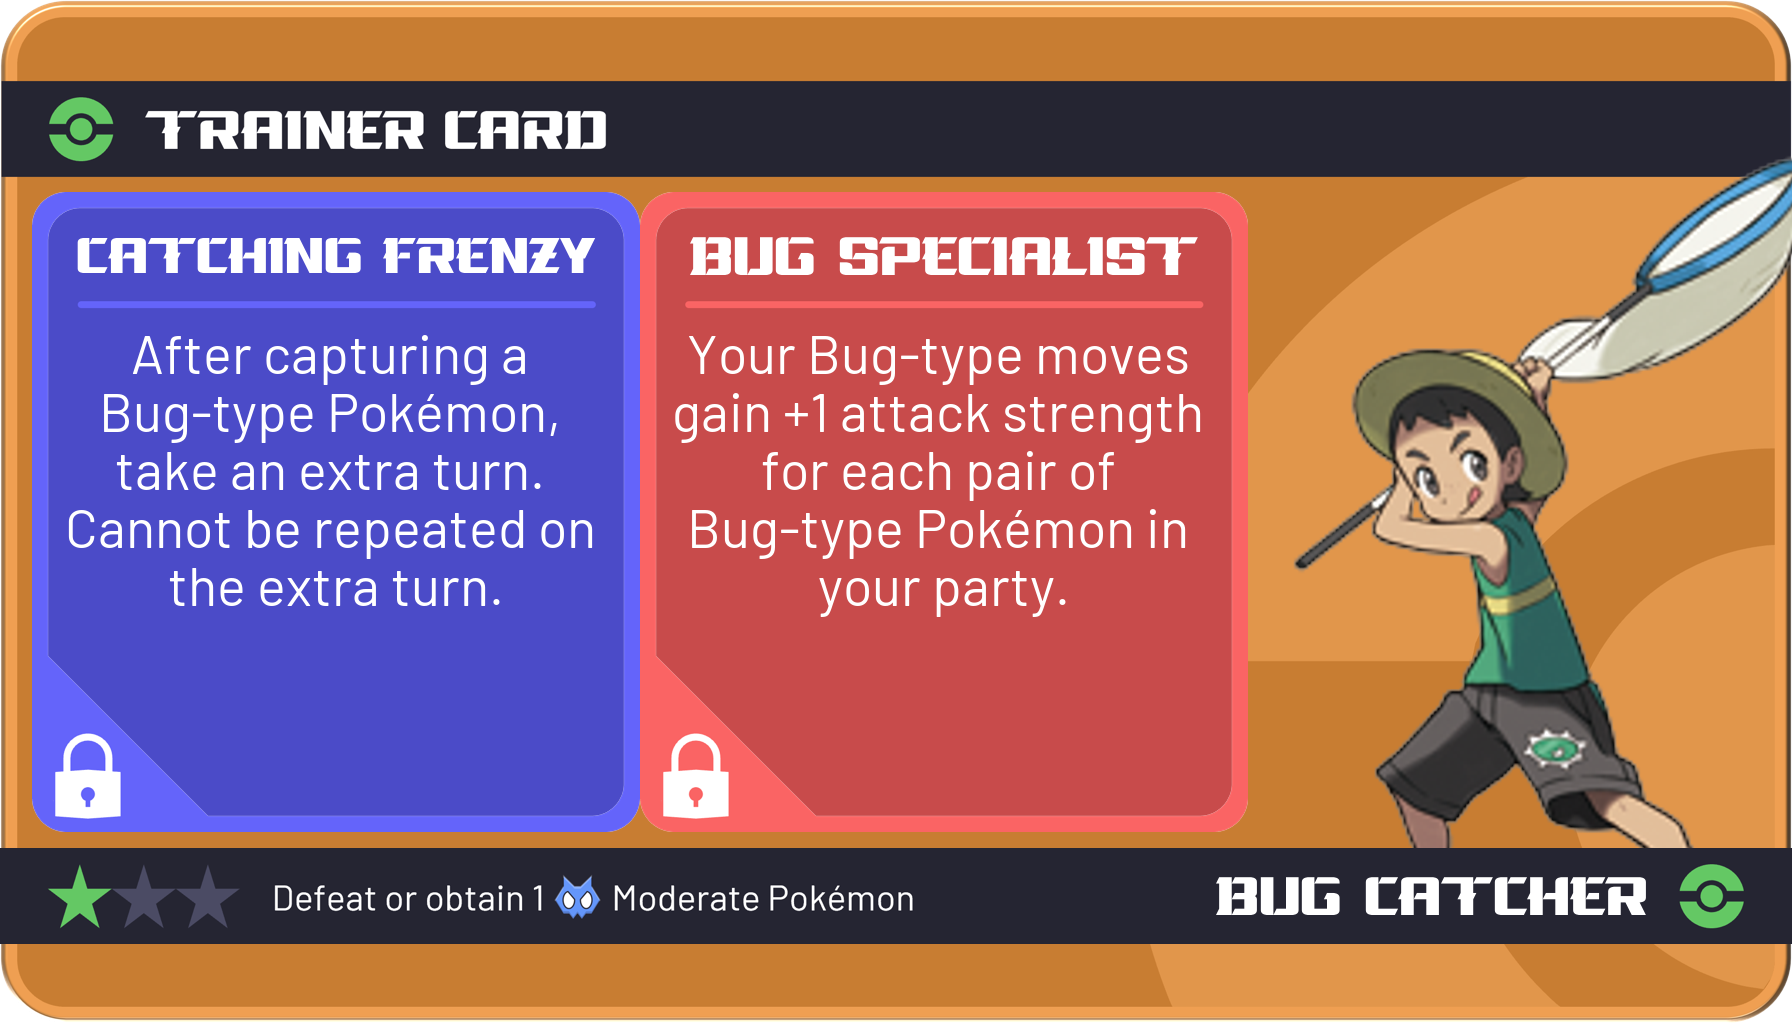 TRAINER CARD
CATCHING FRENZY
After capturing a
Bug-type Pokémon,
take an extra turn.
Cannot be repeated on
the extra turn.
BUG SPECIALIST
Your Bug-type moves
gain +1 attack strength
for each pair of
Bug-type Pokémon in
your party.
Defeat or obtain 1 Moderate Pokémon
BUG CATCHER